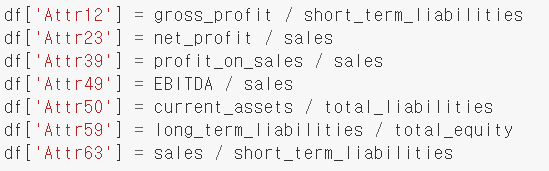 df['Attr12'] = gross_profit / short_term_liabilities
df['Attr23'] = net_profit / sales
df['Attr39'] = profit_on_sales / sales
df['Attr49'] = EBITDA / sales
df['Attr50'] = current_assets / total_liabilities
df['Attr59'] = long_term_liabilities / total_equity
df['Attr63'] = sales / short_term_liabilities